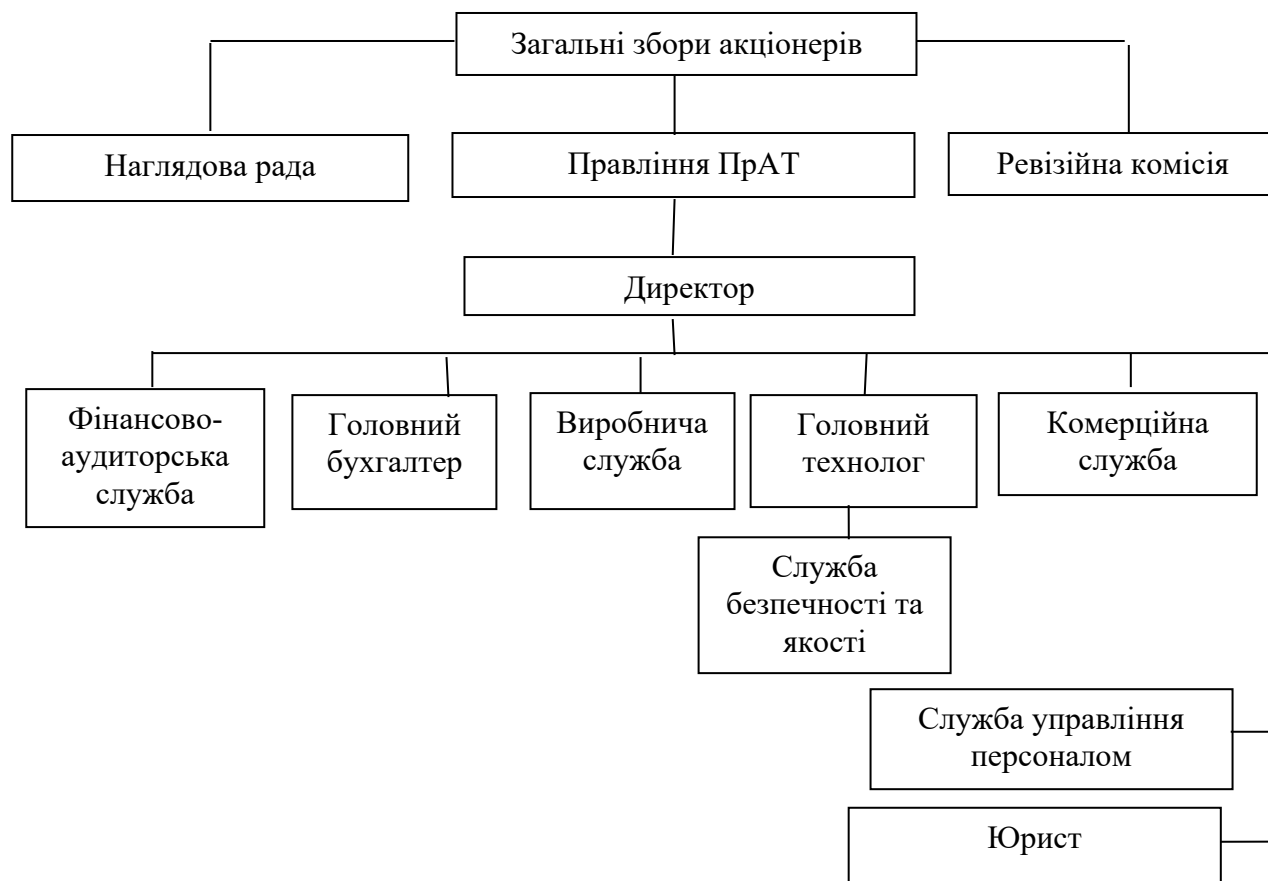 Загальні збори акціонерів
Наглядова рада
Правління ПрАТ
Ревізійна комісія
Директор
Фінансово-
аудиторська
служба
Головний
бухгалтер
Виробнича
служба
Головний
технолог
Комерційна
служба
Служба
безпечності та
якості
Служба управління
персоналом
Юрист